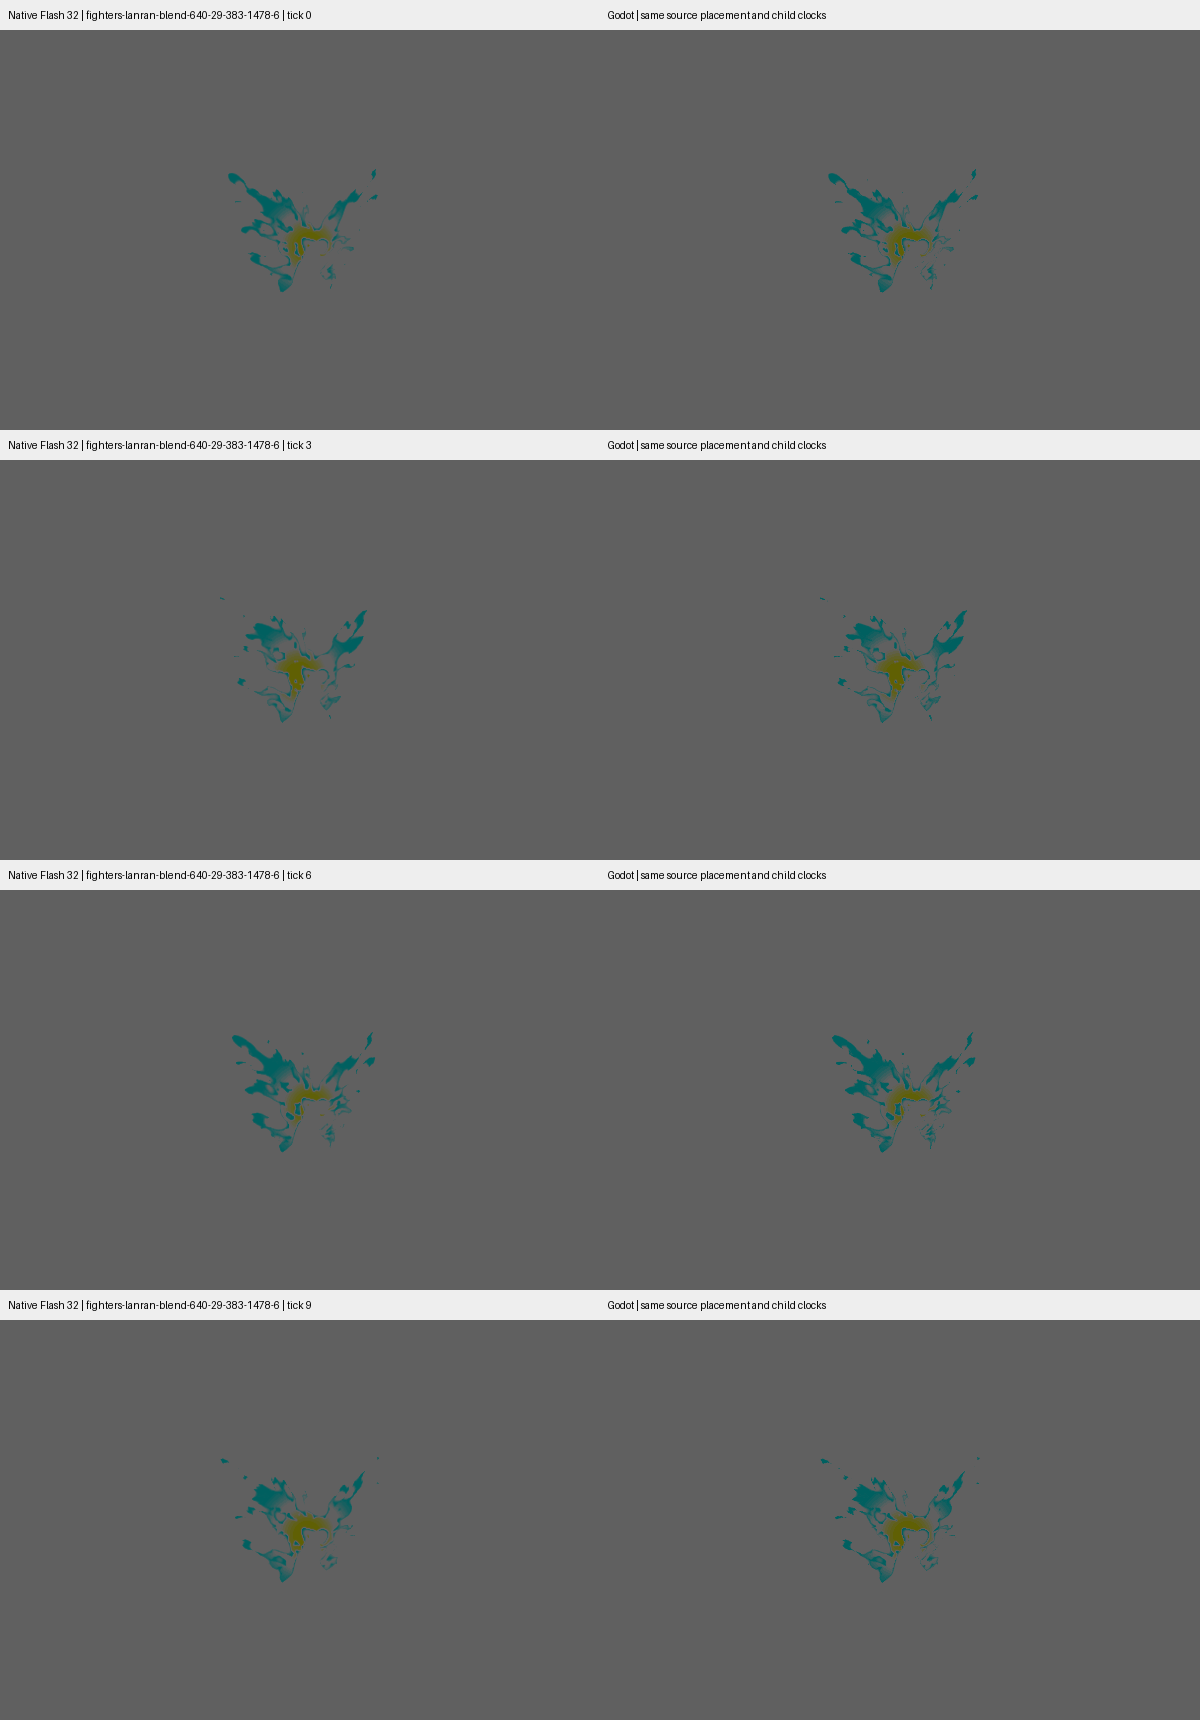 Native Flash 32 | fighters-lanran-blend-640-29-383-1478-6 | tick 0
Godot | same source placement and child clocks
Native Flash 32 | fighters-lanran-blend-640-29-383-1478-6 | tick 3
Godot | same source placement and child clocks
Native Flash 32 | fighters-lanran-blend-640-29-383-1478-6 | tick 6
Godot | same source placement and child clocks
Native Flash 32 | fighters-lanran-blend-640-29-383-1478-6 | tick 9
Godot | same source placement and child clocks